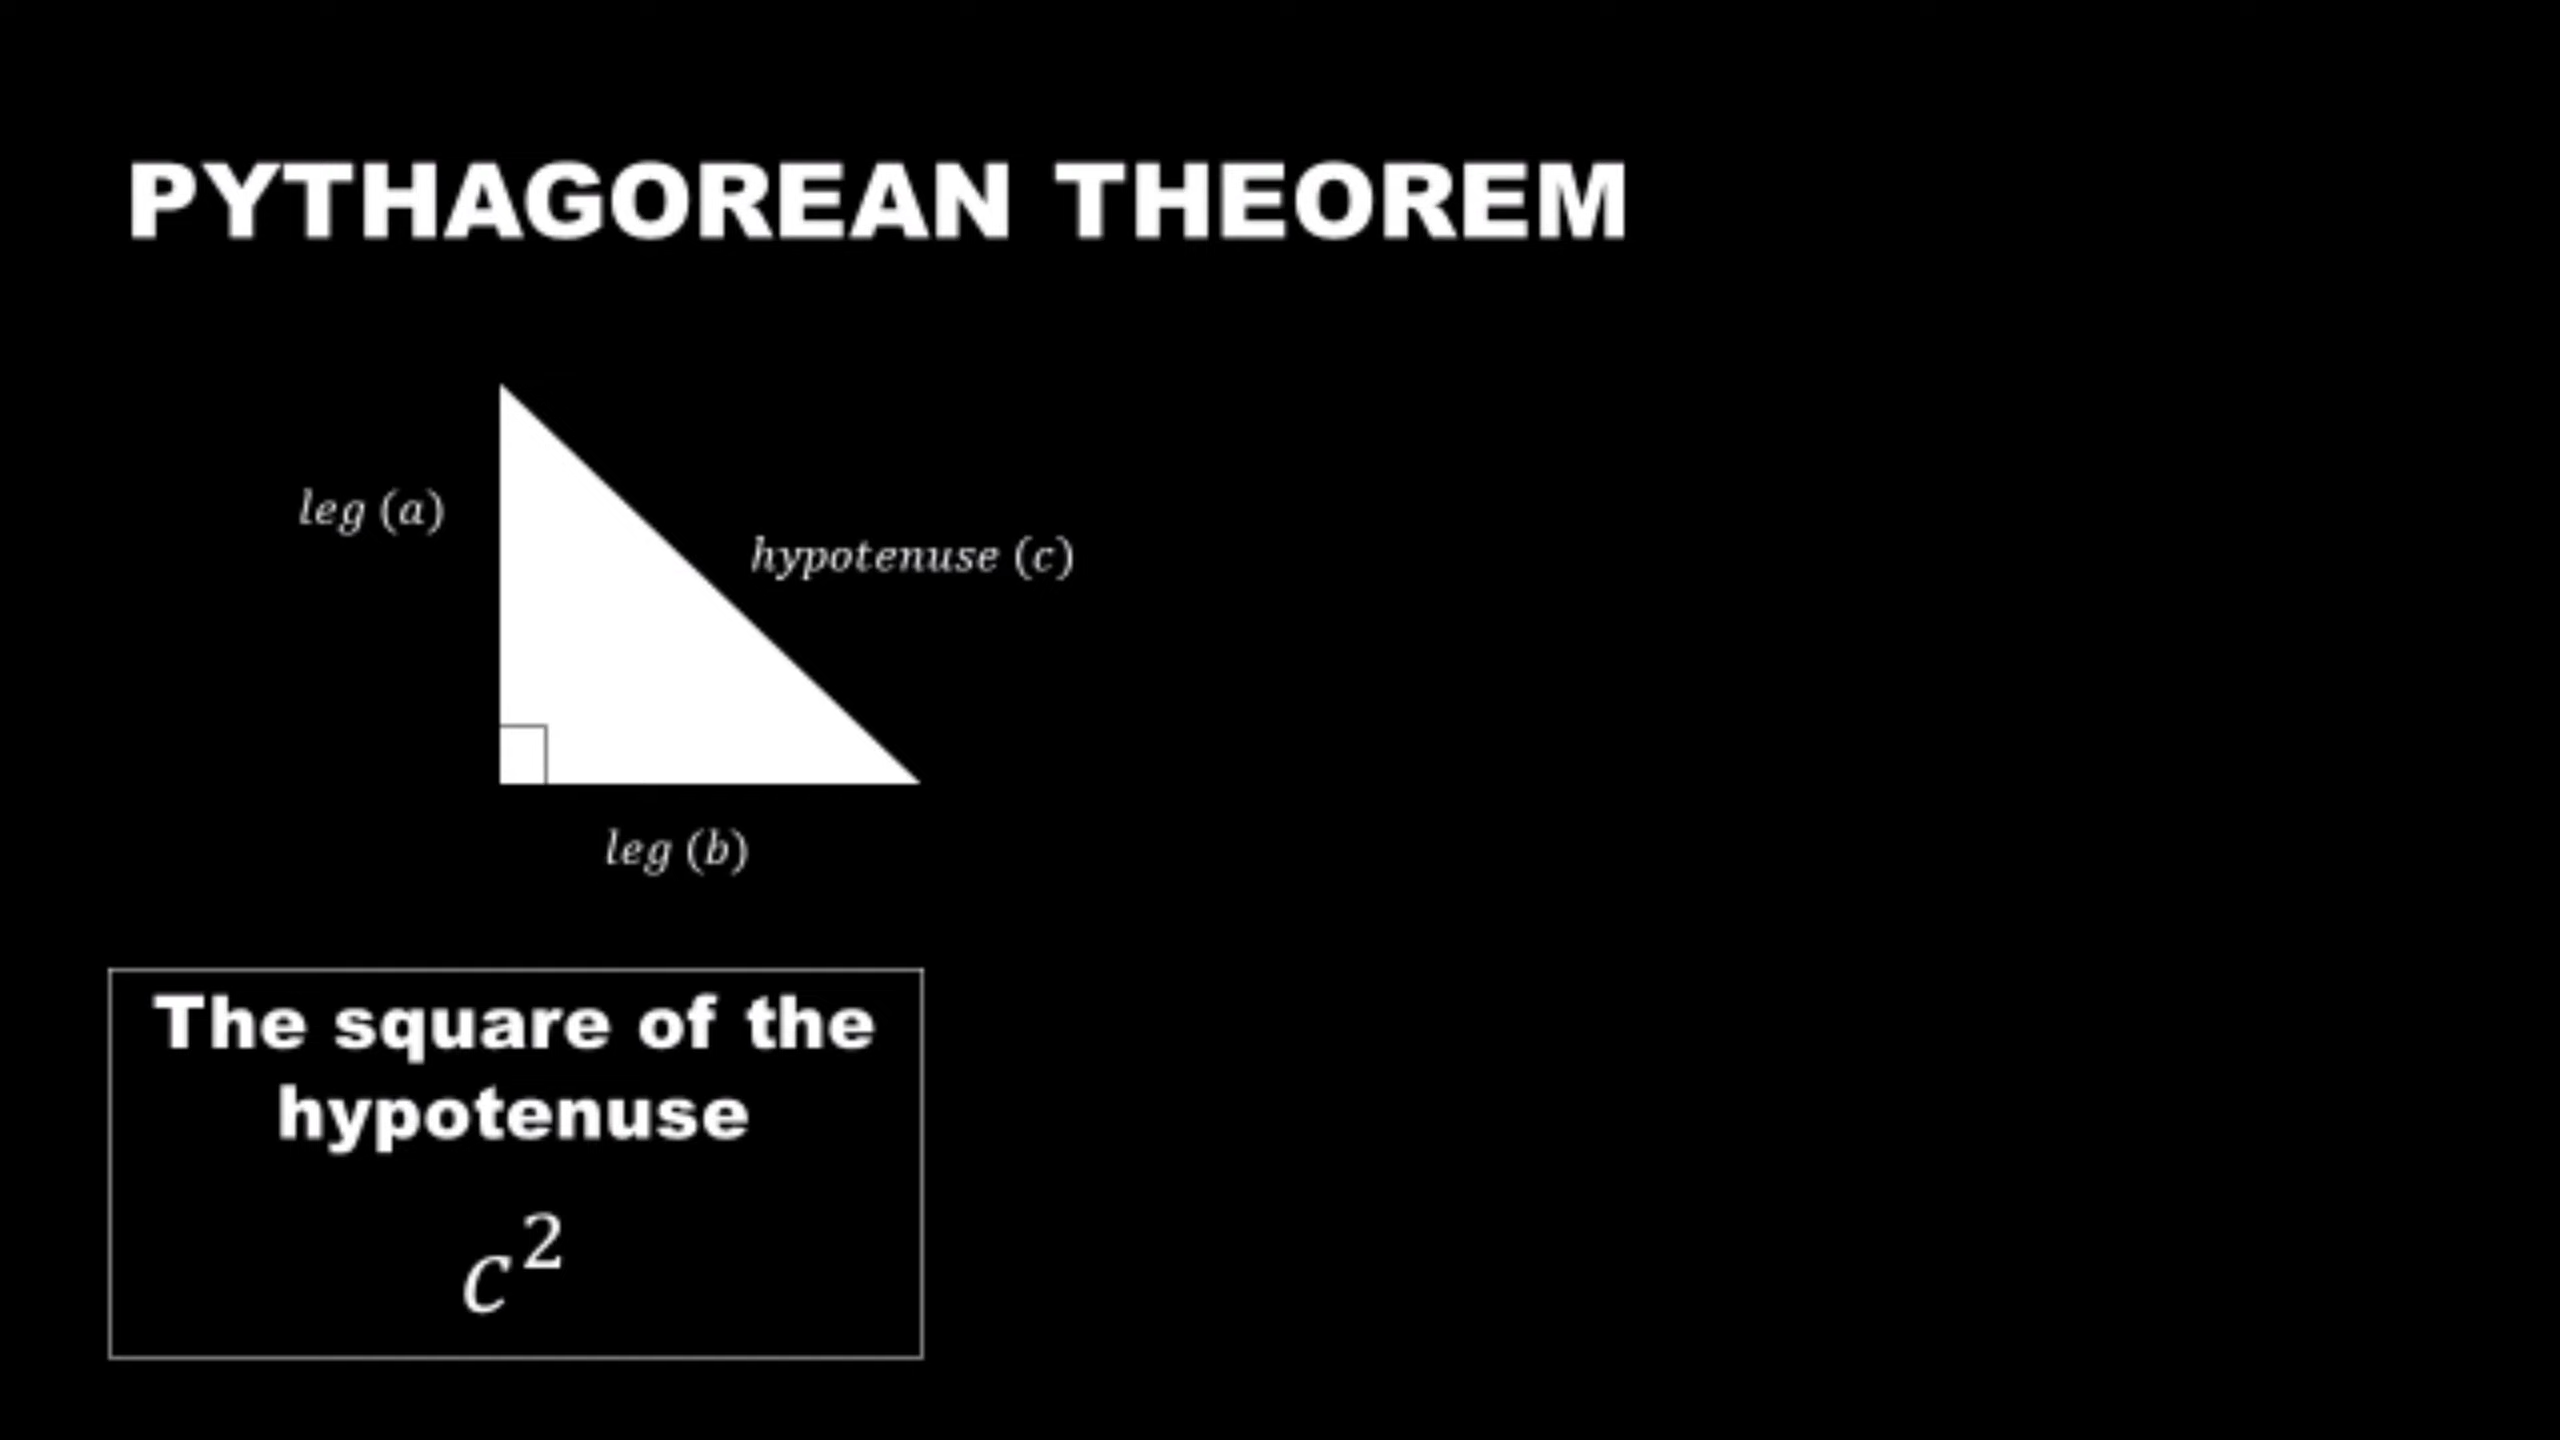 PYTHAGOREAN THEOREM
leg (a)
hypotenuse (c)
leg (b)
The square of the
hypotenuse
c²